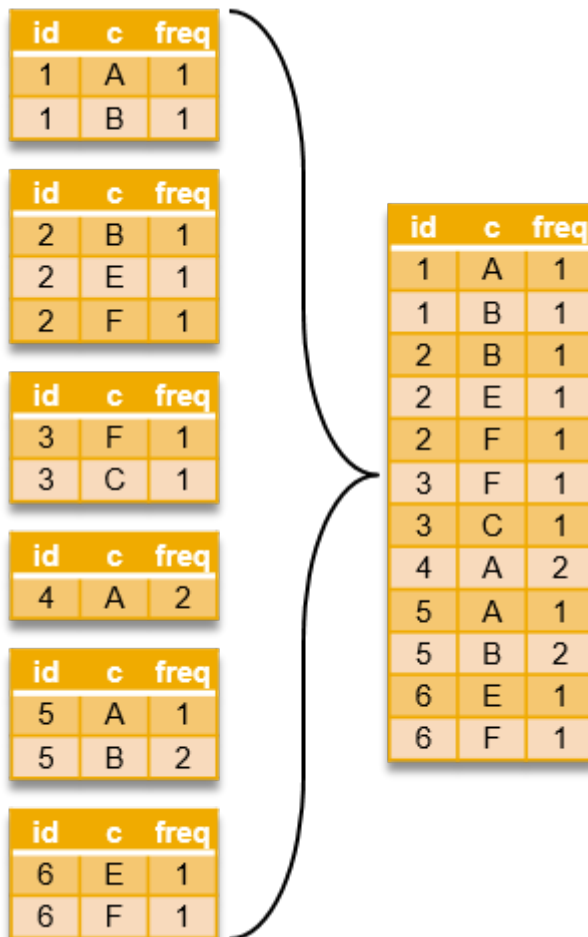 id c freq
1 A 1
1 B 1
id c freq
2 B 1
2 E 1
2 F 1
id c freq
3 F 1
3 C 1
id c freq
4 A 2
id c freq
5 A 1
5 B 2
id c freq
6 E 1
6 F 1
id c freq
1 A 1
1 B 1
2 B 1
2 E 1
2 F 1
3 F 1
3 C 1
4 A 2
5 A 1
5 B 2
6 E 1
6 F 1